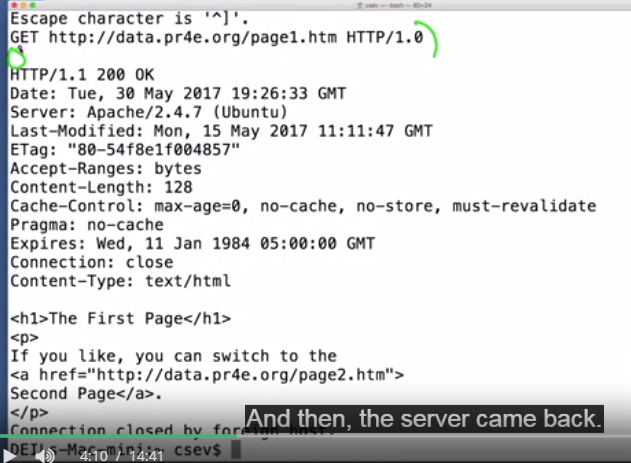 csev — -bash — 80×24
Escape character is '^]'.
GET http://data.pr4e.org/page1.htm HTTP/1.0
HTTP/1.1 200 OK
Date: Tue, 30 May 2017 19:26:33 GMT
Server: Apache/2.4.7 (Ubuntu)
Last-Modified: Mon, 15 May 2017 11:11:47 GMT
ETag: "80-54f8e1f004857"
Accept-Ranges: bytes
Content-Length: 128
Cache-Control: max-age=0, no-cache, no-store, must-revalidate
Pragma: no-cache
Expires: Wed, 11 Jan 1984 05:00:00 GMT
Connection: close
Content-Type: text/html
<h1>The First Page</h1>
<p>
If you like, you can switch to the
<a href="http://data.pr4e.org/page2.htm">
Second Page</a>.
</p>
And then, the server came back.
Connection closed by foreign host.
DEILs-Mac-mini:~ csev$
4:10 / 14:41